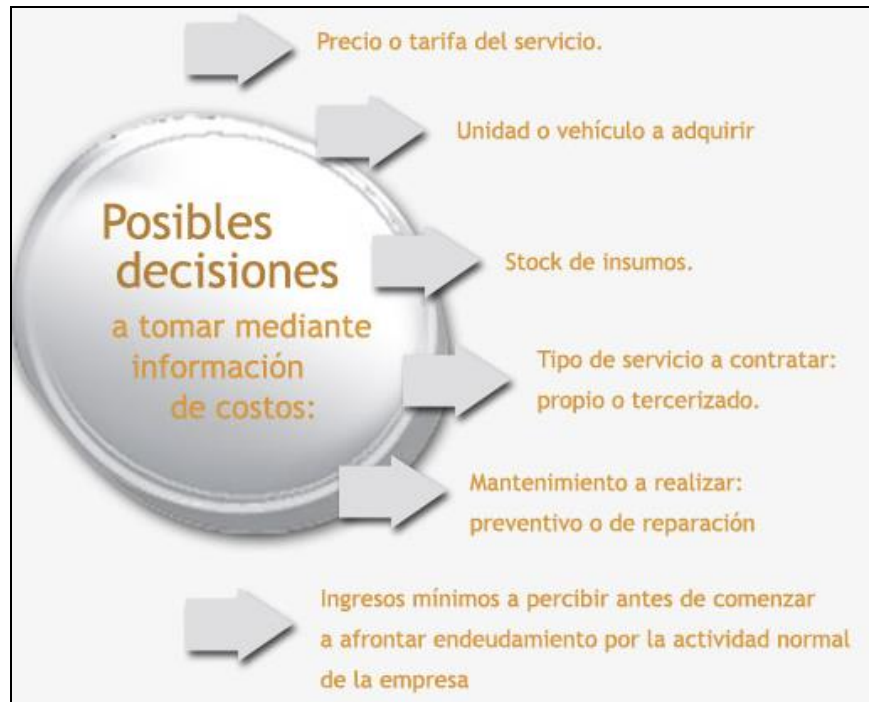 Precio o tarifa del servicio.
Unidad o vehículo a adquirir
Posibles
decisiones
a tomar mediante
información
de costos:
Stock de insumos.
Tipo de servicio a contratar:
propio o tercerizado.
Mantenimiento a realizar:
preventivo o de reparación
Ingresos mínimos a percibir antes de comenzar
a afrontar endeudamiento por la actividad normal
de la empresa